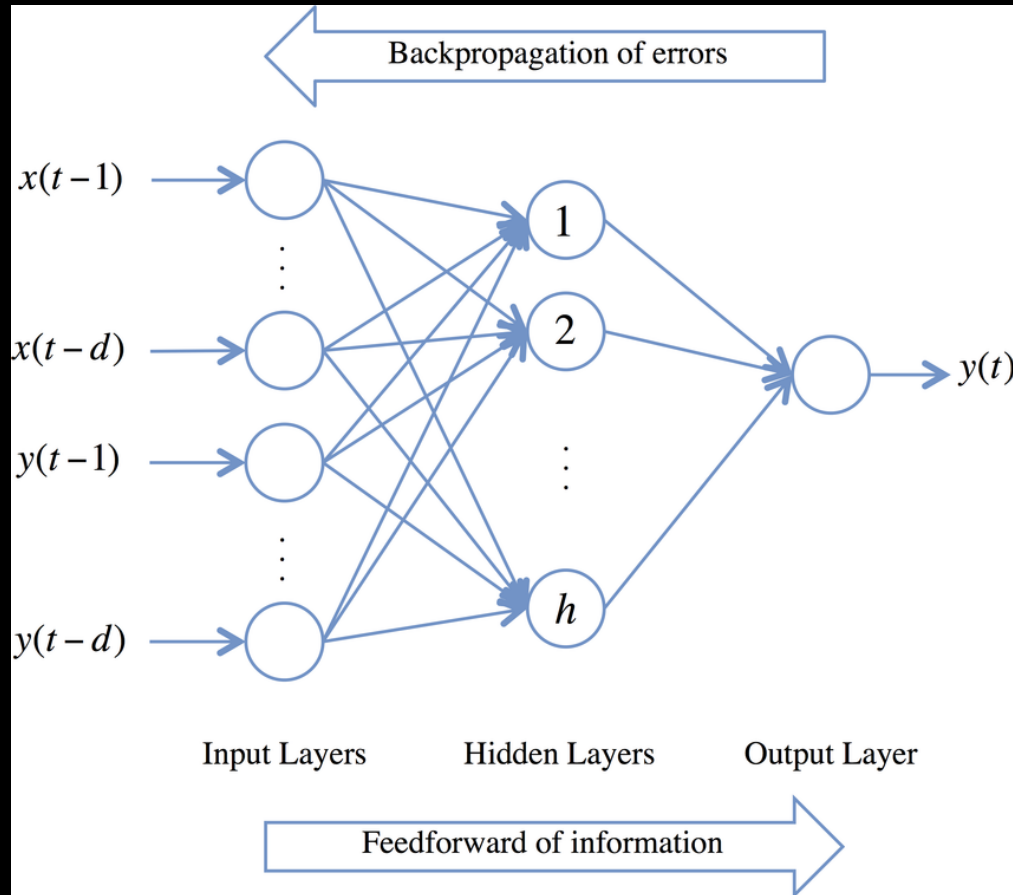 Backpropagation of errors
x(t−1)
⋮
x(t−d)
y(t−1)
⋮
y(t−d)
1
2
⋮
h
y(t)
Input Layers
Hidden Layers
Output Layer
Feedforward of information